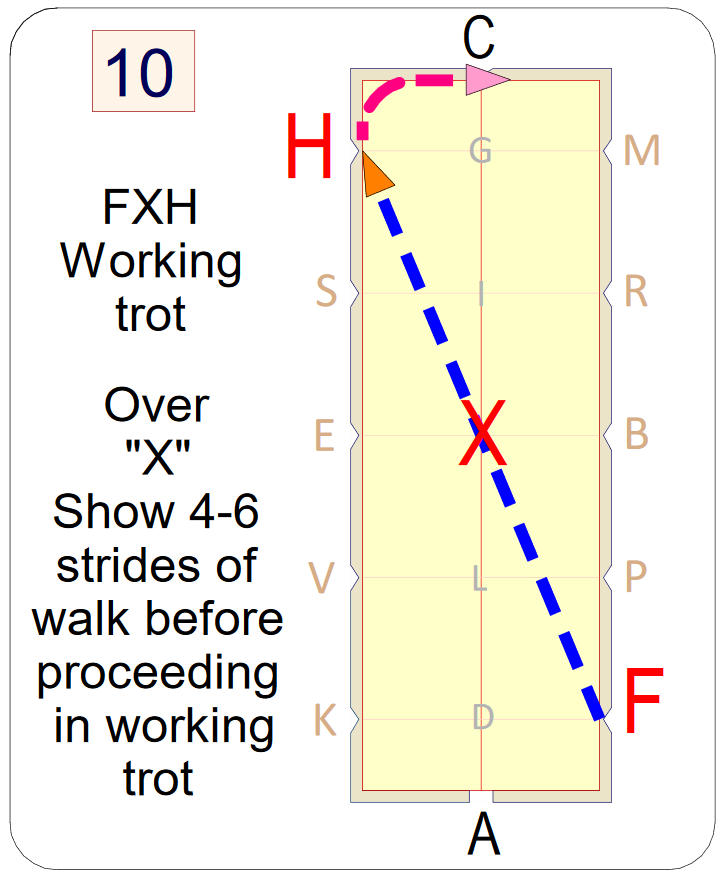 10
FXH
Working
trot
Over
"X"
Show 4-6
strides of
walk before
proceeding
in working
trot
C
H
G
M
S
I
R
E
X
B
V
L
P
K
D
F
A